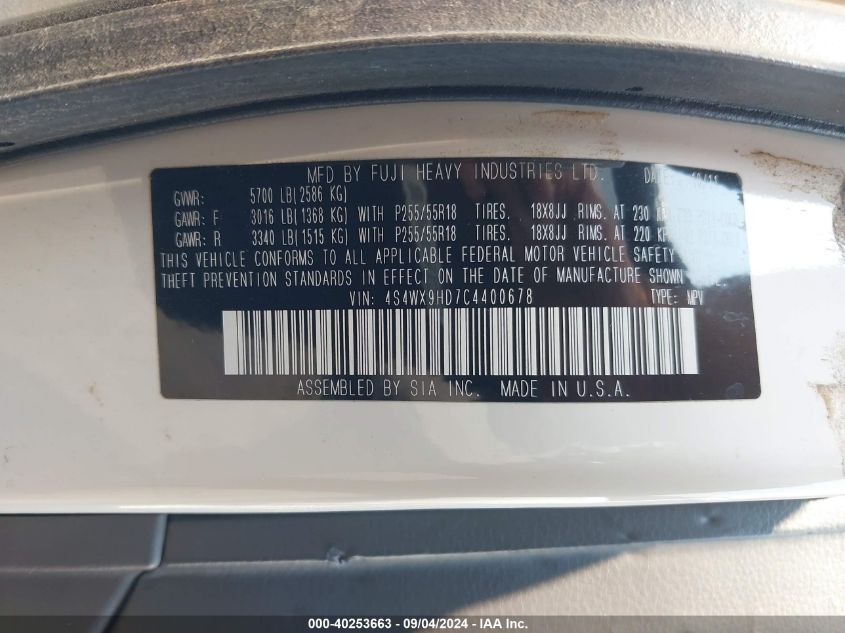 MFD BY FUJI HEAVY INDUSTRIES LTD. DATE: 10/11
GVWR: 5700 LB(2586 KG)
GAWR: F 3016 LB(1368 KG) WITH P255/55R18 TIRES. 18X8JJ RIMS. AT 230
GAWR: R 3340 LB(1515 KG) WITH P255/55R18 TIRES. 18X8JJ RIMS. AT 220
THIS VEHICLE CONFORMS TO ALL APPLICABLE FEDERAL MOTOR VEHICLE SAFETY
THEFT PREVENTION STANDARDS IN EFFECT ON THE DATE OF MANUFACTURE SHOWN
VIN: 4S4WX9HD7C4400678 TYPE: MPV
ASSEMBLED BY SIA INC. MADE IN U.S.A.
000-40253663 - 09/04/2024 - IAA Inc.